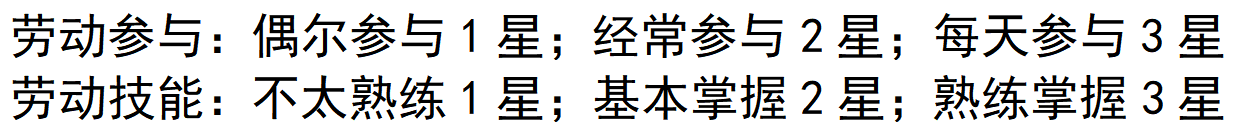 劳动参与：偶尔参与 1 星；经常参与 2 星；每天参与 3 星
劳动技能：不太熟练 1 星；基本掌握 2 星；熟练掌握 3 星